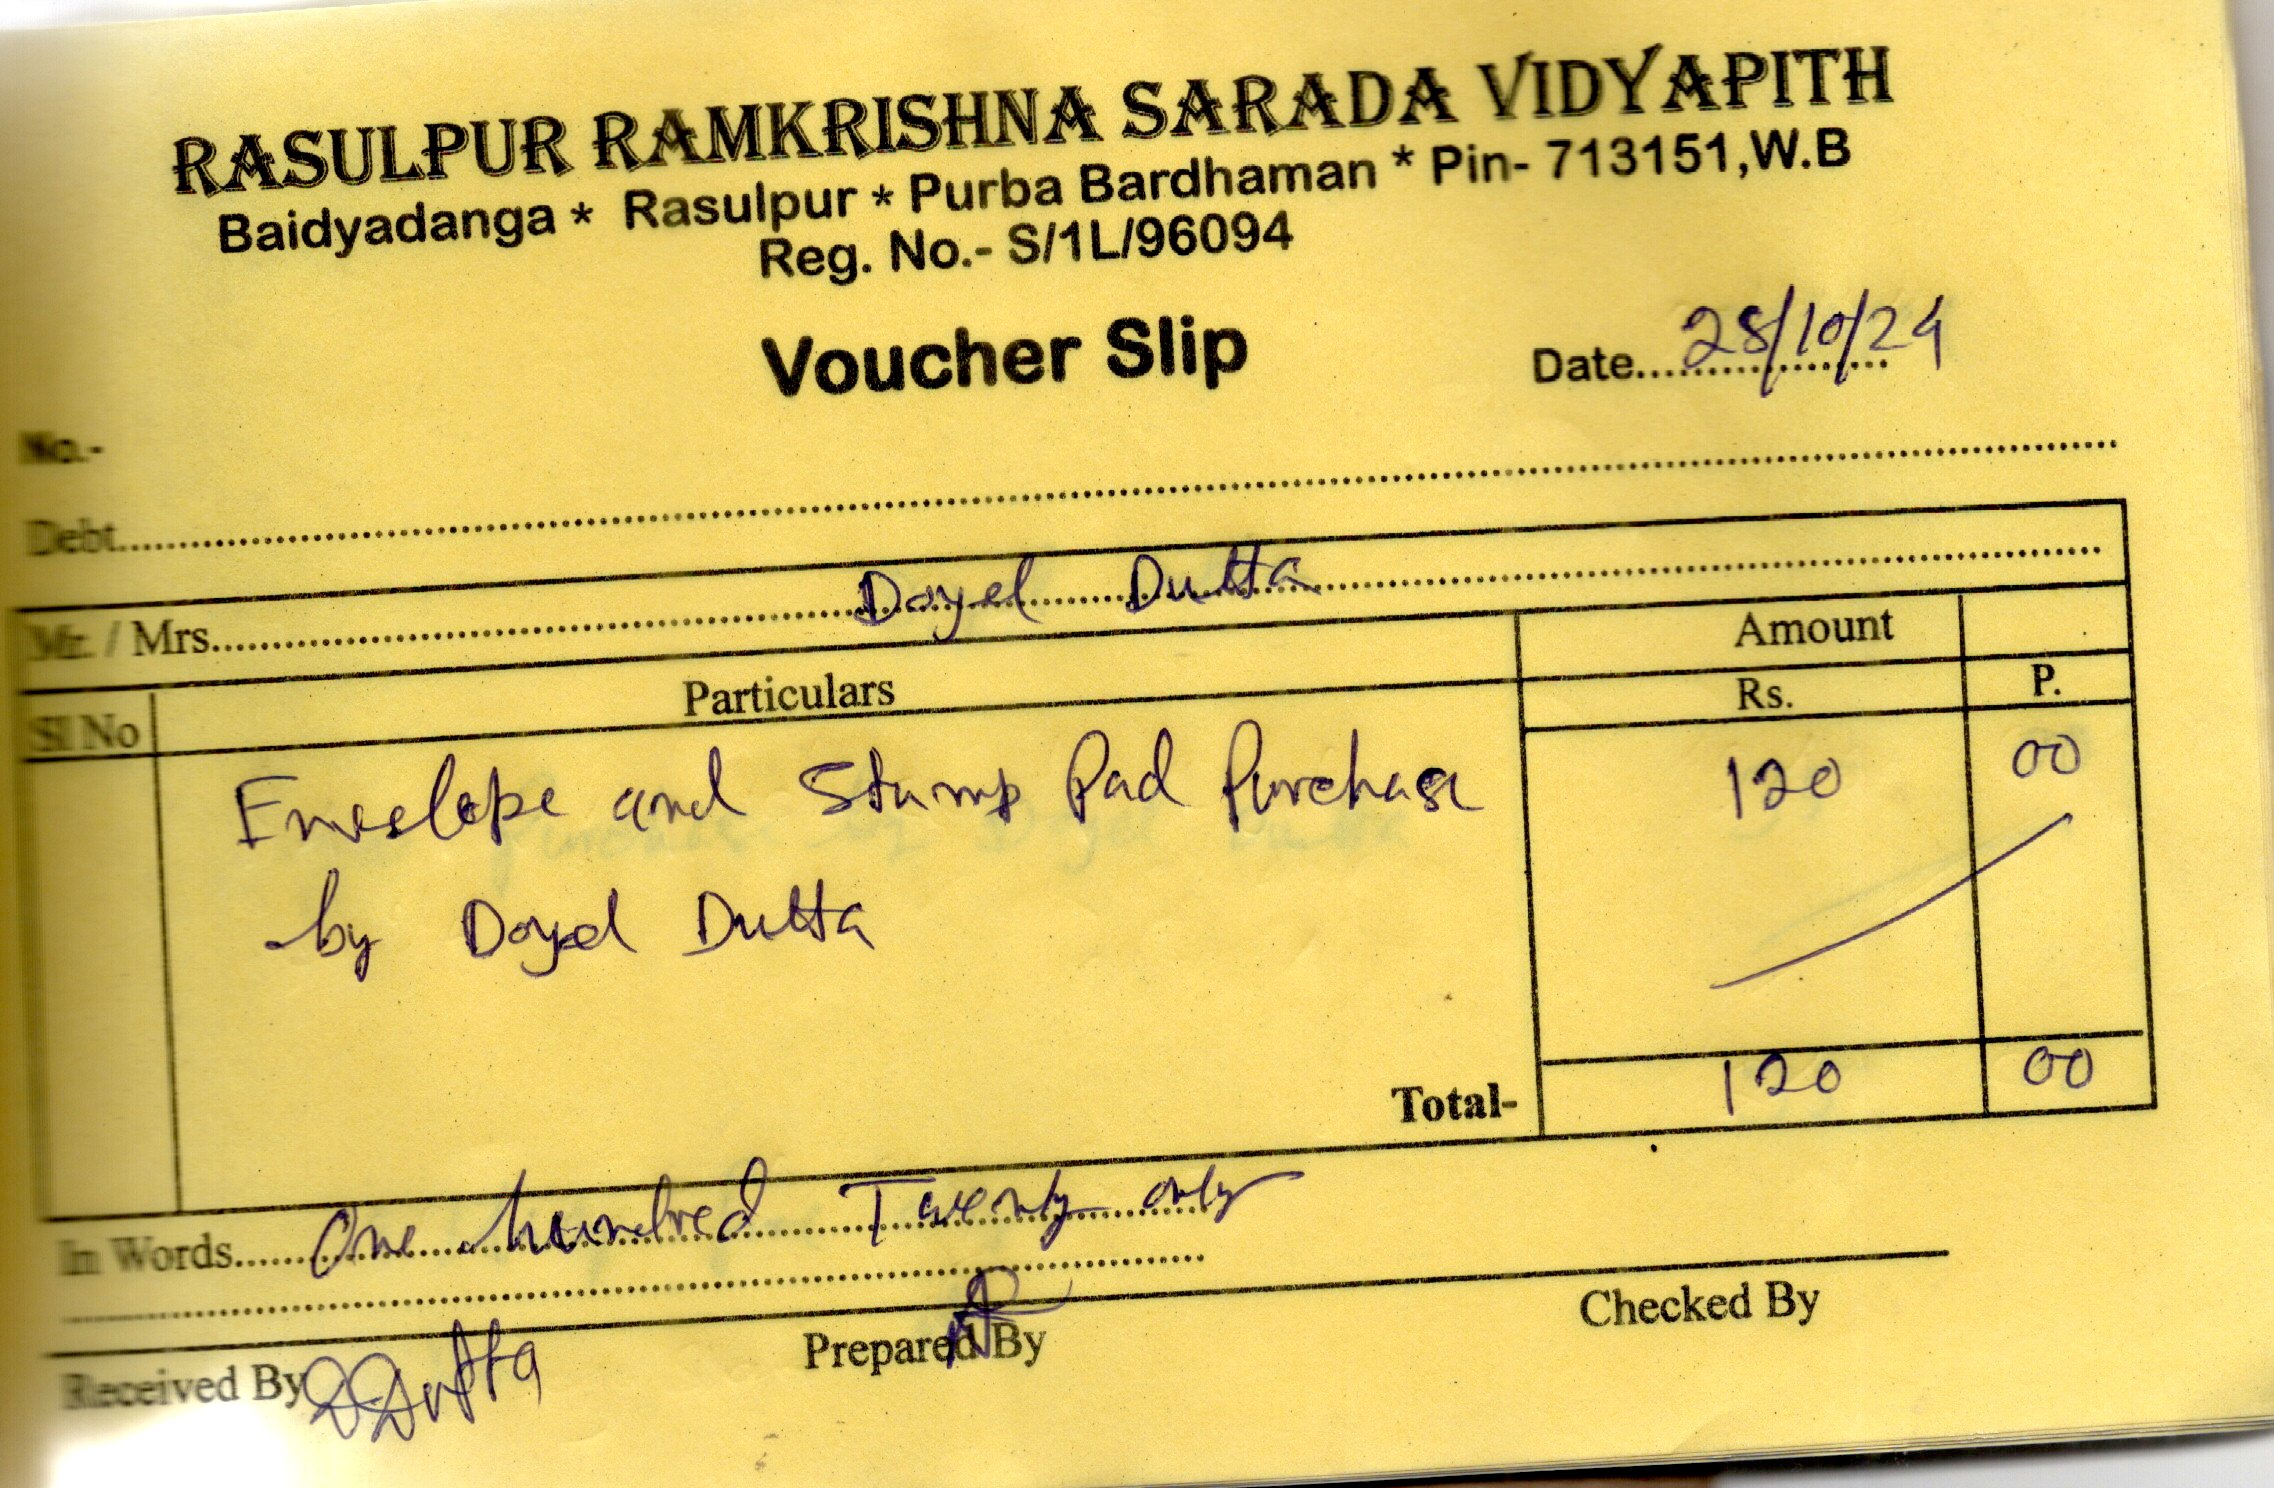 RASULPUR RAMKRISHNA SARADA VIDYAPITH
Baidyadanga * Rasulpur * Purba Bardhaman * Pin- 713151,W.B
Reg. No.- S/1L/96094
Voucher Slip
Date.....28/10/24
No.-
Debt.....
Mr. / Mrs.....Doyel Dutta
Sl No Particulars Amount
Rs. P.
Envelope and Stamp Pad Purchase 120 00
by Doyel Dutta
Total- 120 00
In Words.....One hundred Twenty only
Received By DDutta Prepared By Checked By